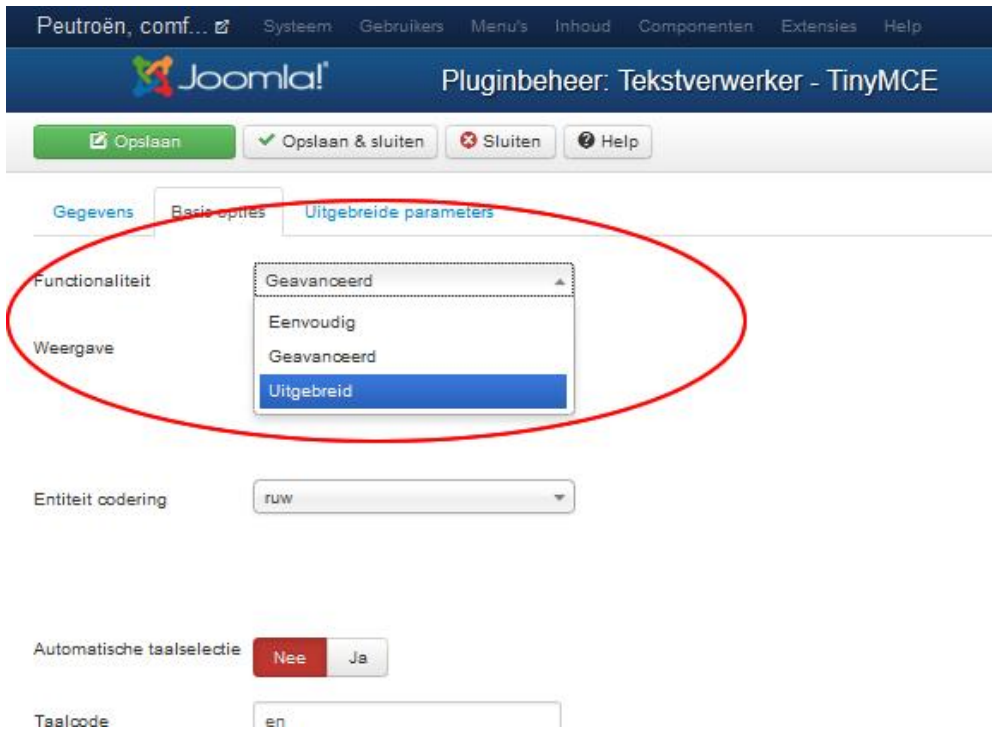 Peutroën, comf... Systeem Gebruikers Menu's Inhoud Componenten Extensies Help
Joomla!® Pluginbeheer: Tekstverwerker - TinyMCE
Opslaan Opslaan & sluiten Sluiten Help
Gegevens Basis opties Uitgebreide parameters
Functionaliteit Geavanceerd
Eenvoudig
Weergave
Geavanceerd
Uitgebreid
Entiteit codering ruw
Automatische taalselectie Nee Ja
Taalcode en